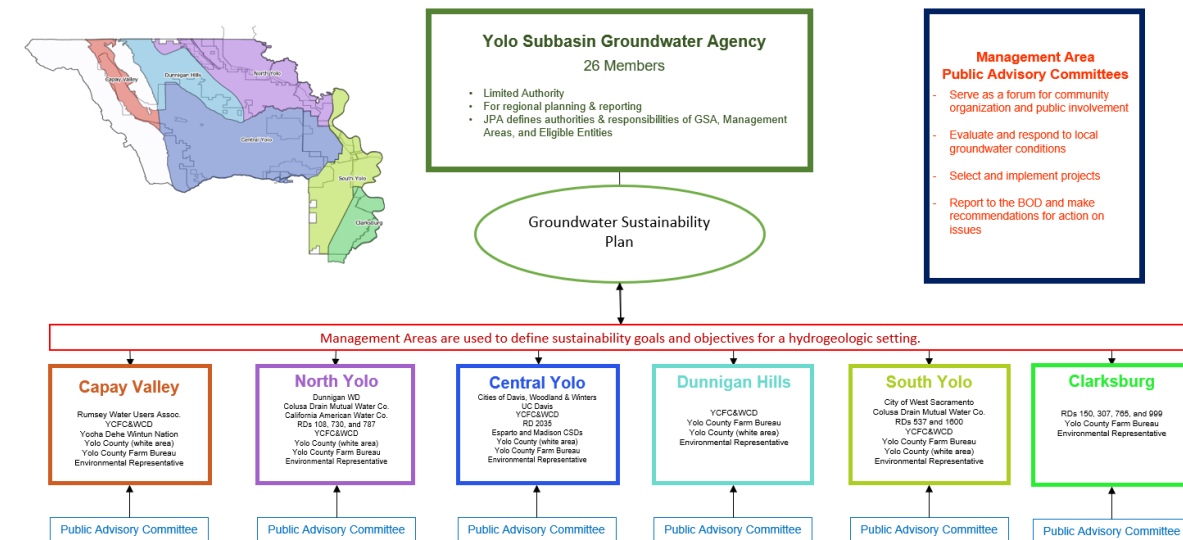 Capay Valley
Dunnigan Hills
North Yolo
Central Yolo
South Yolo
Clarksburg
Yolo Subbasin Groundwater Agency
26 Members
• Limited Authority
• For regional planning & reporting
• JPA defines authorities & responsibilities of GSA, Management
Areas, and Eligible Entities
Management Area
Public Advisory Committees
- Serve as a forum for community
organization and public involvement
- Evaluate and respond to local
groundwater conditions
- Select and implement projects
- Report to the BOD and make
recommendations for action on
issues
Groundwater Sustainability
Plan
Management Areas are used to define sustainability goals and objectives for a hydrogeologic setting.
Capay Valley
Rumsey Water Users Assoc.
YCFC&WCD
Yocha Dehe Wintun Nation
Yolo County (white area)
Yolo County Farm Bureau
Environmental Representative
North Yolo
Dunnigan WD
Colusa Drain Mutual Water Co.
California American Water Co.
RDs 108, 730, and 787
YCFC&WCD
Yolo County (white area)
Yolo County Farm Bureau
Environmental Representative
Central Yolo
Cities of Davis, Woodland & Winters
UC Davis
YCFC&WCD
RD 2035
Esparto and Madison CSDs
Yolo County (white area)
Yolo County Farm Bureau
Environmental Representative
Dunnigan Hills
YCFC&WCD
Yolo County Farm Bureau
Yolo County (white area)
Environmental Representative
South Yolo
City of West Sacramento
Colusa Drain Mutual Water Co.
RDs 537 and 1600
YCFC&WCD
Yolo County Farm Bureau
Yolo County (white area)
Environmental Representative
Clarksburg
RDs 150, 307, 765, and 999
Yolo County Farm Bureau
Environmental Representative
Public Advisory Committee
Public Advisory Committee
Public Advisory Committee
Public Advisory Committee
Public Advisory Committee
Public Advisory Committee